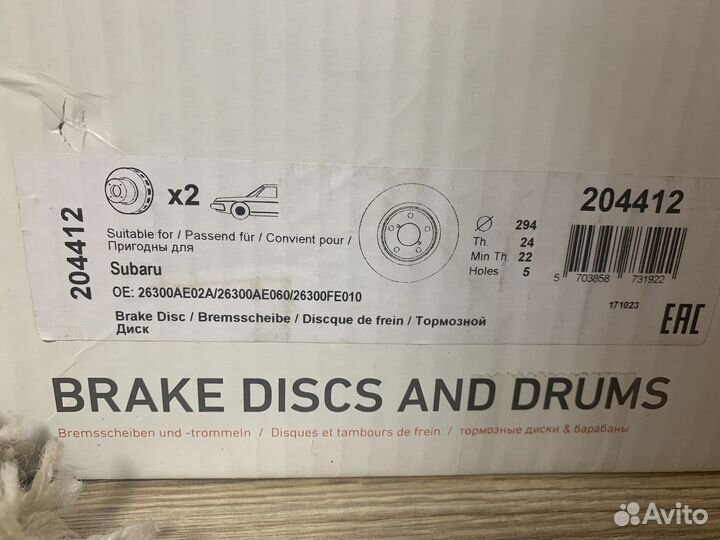 204412
x2
Suitable for / Passend für / Convient pour /
Пригодны для
Subaru
OE: 26300AE02A/26300AE060/26300FE010
Brake Disc / Bremsscheibe / Discque de frein / Тормозной
Диск
Ø 294
Th. 24
Min Th. 22
Holes 5
204412
5 703858 731922
171023
EAC
BRAKE DISCS AND DRUMS
Bremsscheiben und -trommeln / Disques et tambours de frein / тормозные диски & барабаны
Avito